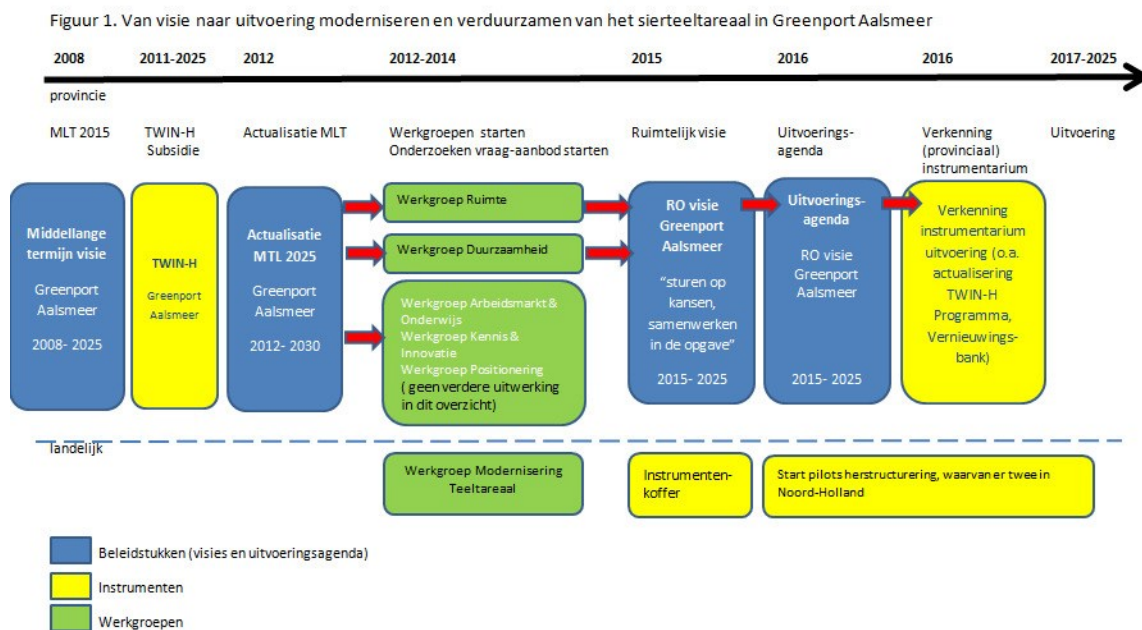 Figuur 1. Van visie naar uitvoering moderniseren en verduurzamen van het sierteeltareaal in Greenport Aalsmeer
2008
2011-2025
2012
2012-2014
2015
2016
2016
2017-2025
provincie
MLT 2015
TWIN-H
Subsidie
Actualisatie MLT
Werkgroepen starten
Onderzoeken vraag-aanbod starten
Ruimtelijk visie
Uitvoerings-
agenda
Verkenning
(provinciaal)
instrumentarium
Uitvoering
Middellange
termijn visie
Greenport
Aalsmeer
2008- 2025
TWIN-H
Greenport
Aalsmeer
Actualisatie
MTL 2025
Greenport
Aalsmeer
2012- 2030
Werkgroep Ruimte
Werkgroep Duurzaamheid
Werkgroep Arbeidsmarkt &
Onderwijs
Werkgroep Kennis &
Innovatie
Werkgroep Positionering
( geen verdere uitwerking
in dit overzicht)
RO visie
Greenport
Aalsmeer
“sturen op
kansen,
samenwerken
in de opgave”
2015- 2025
Uitvoerings-
agenda
RO visie
Greenport
Aalsmeer
2015- 2025
Verkenning
instrumentarium
uitvoering (o.a.
actualisering
TWIN-H
Programma,
Vernieuwings-
bank)
landelijk
Werkgroep Modernisering
Teeltareaal
Instrumenten-
koffer
Start pilots herstructurering, waarvan er twee in
Noord-Holland
Beleidstukken (visies en uitvoeringsagenda)
Instrumenten
Werkgroepen